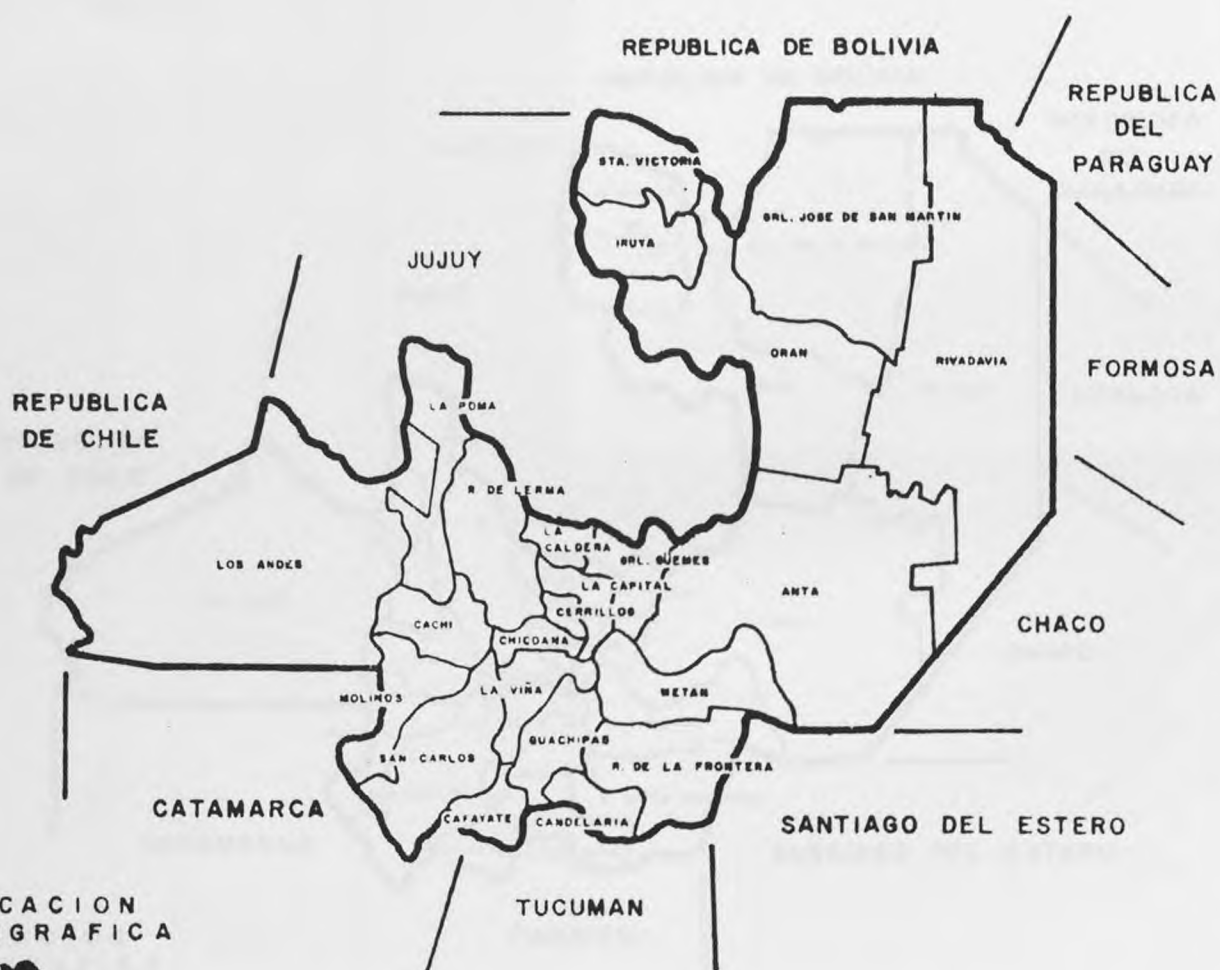 REPUBLICA DE BOLIVIA
REPUBLICA
DEL
PARAGUAY
STA. VICTORIA
GRL. JOSE DE SAN MARTIN
IRUYA
JUJUY
ORAN
RIVADAVIA
FORMOSA
REPUBLICA
DE CHILE
LA POMA
R. DE LERMA
LA
CALDERA
GRL. GÜEMES
LOS ANDES
LA CAPITAL
ANTA
CERRILLOS
CACHI
CHICOANA
CHACO
MOLINOS
LA VIÑA
METAN
GUACHIPAS
SAN CARLOS
R. DE LA FRONTERA
CATAMARCA
CAFAYATE
CANDELARIA
SANTIAGO DEL ESTERO
TUCUMAN
CACION
GRAFICA